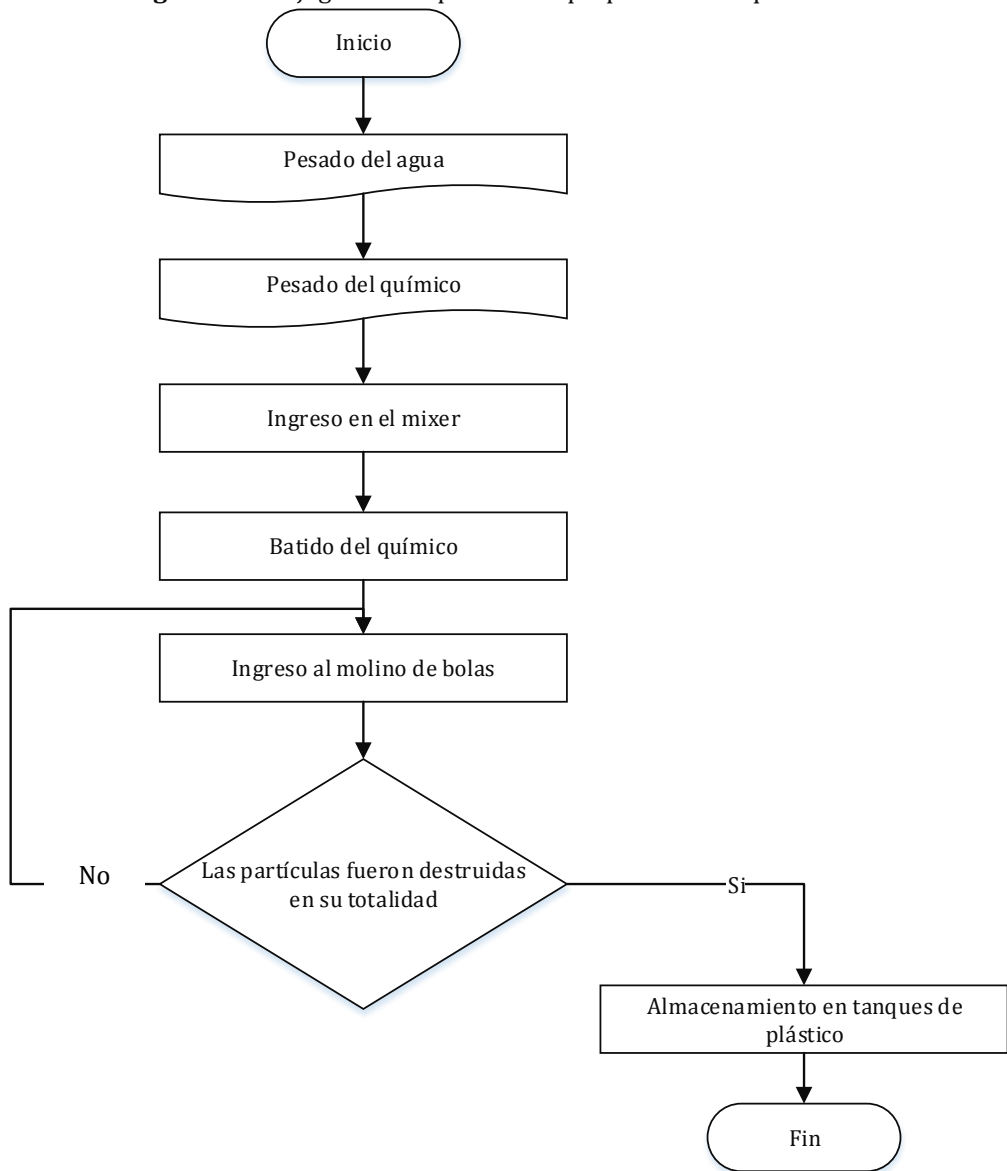 Inicio
Pesado del agua
Pesado del químico
Ingreso en el mixer
Batido del químico
Ingreso al molino de bolas
Las partículas fueron destruidas
en su totalidad
No
Si
Almacenamiento en tanques de
plástico
Fin